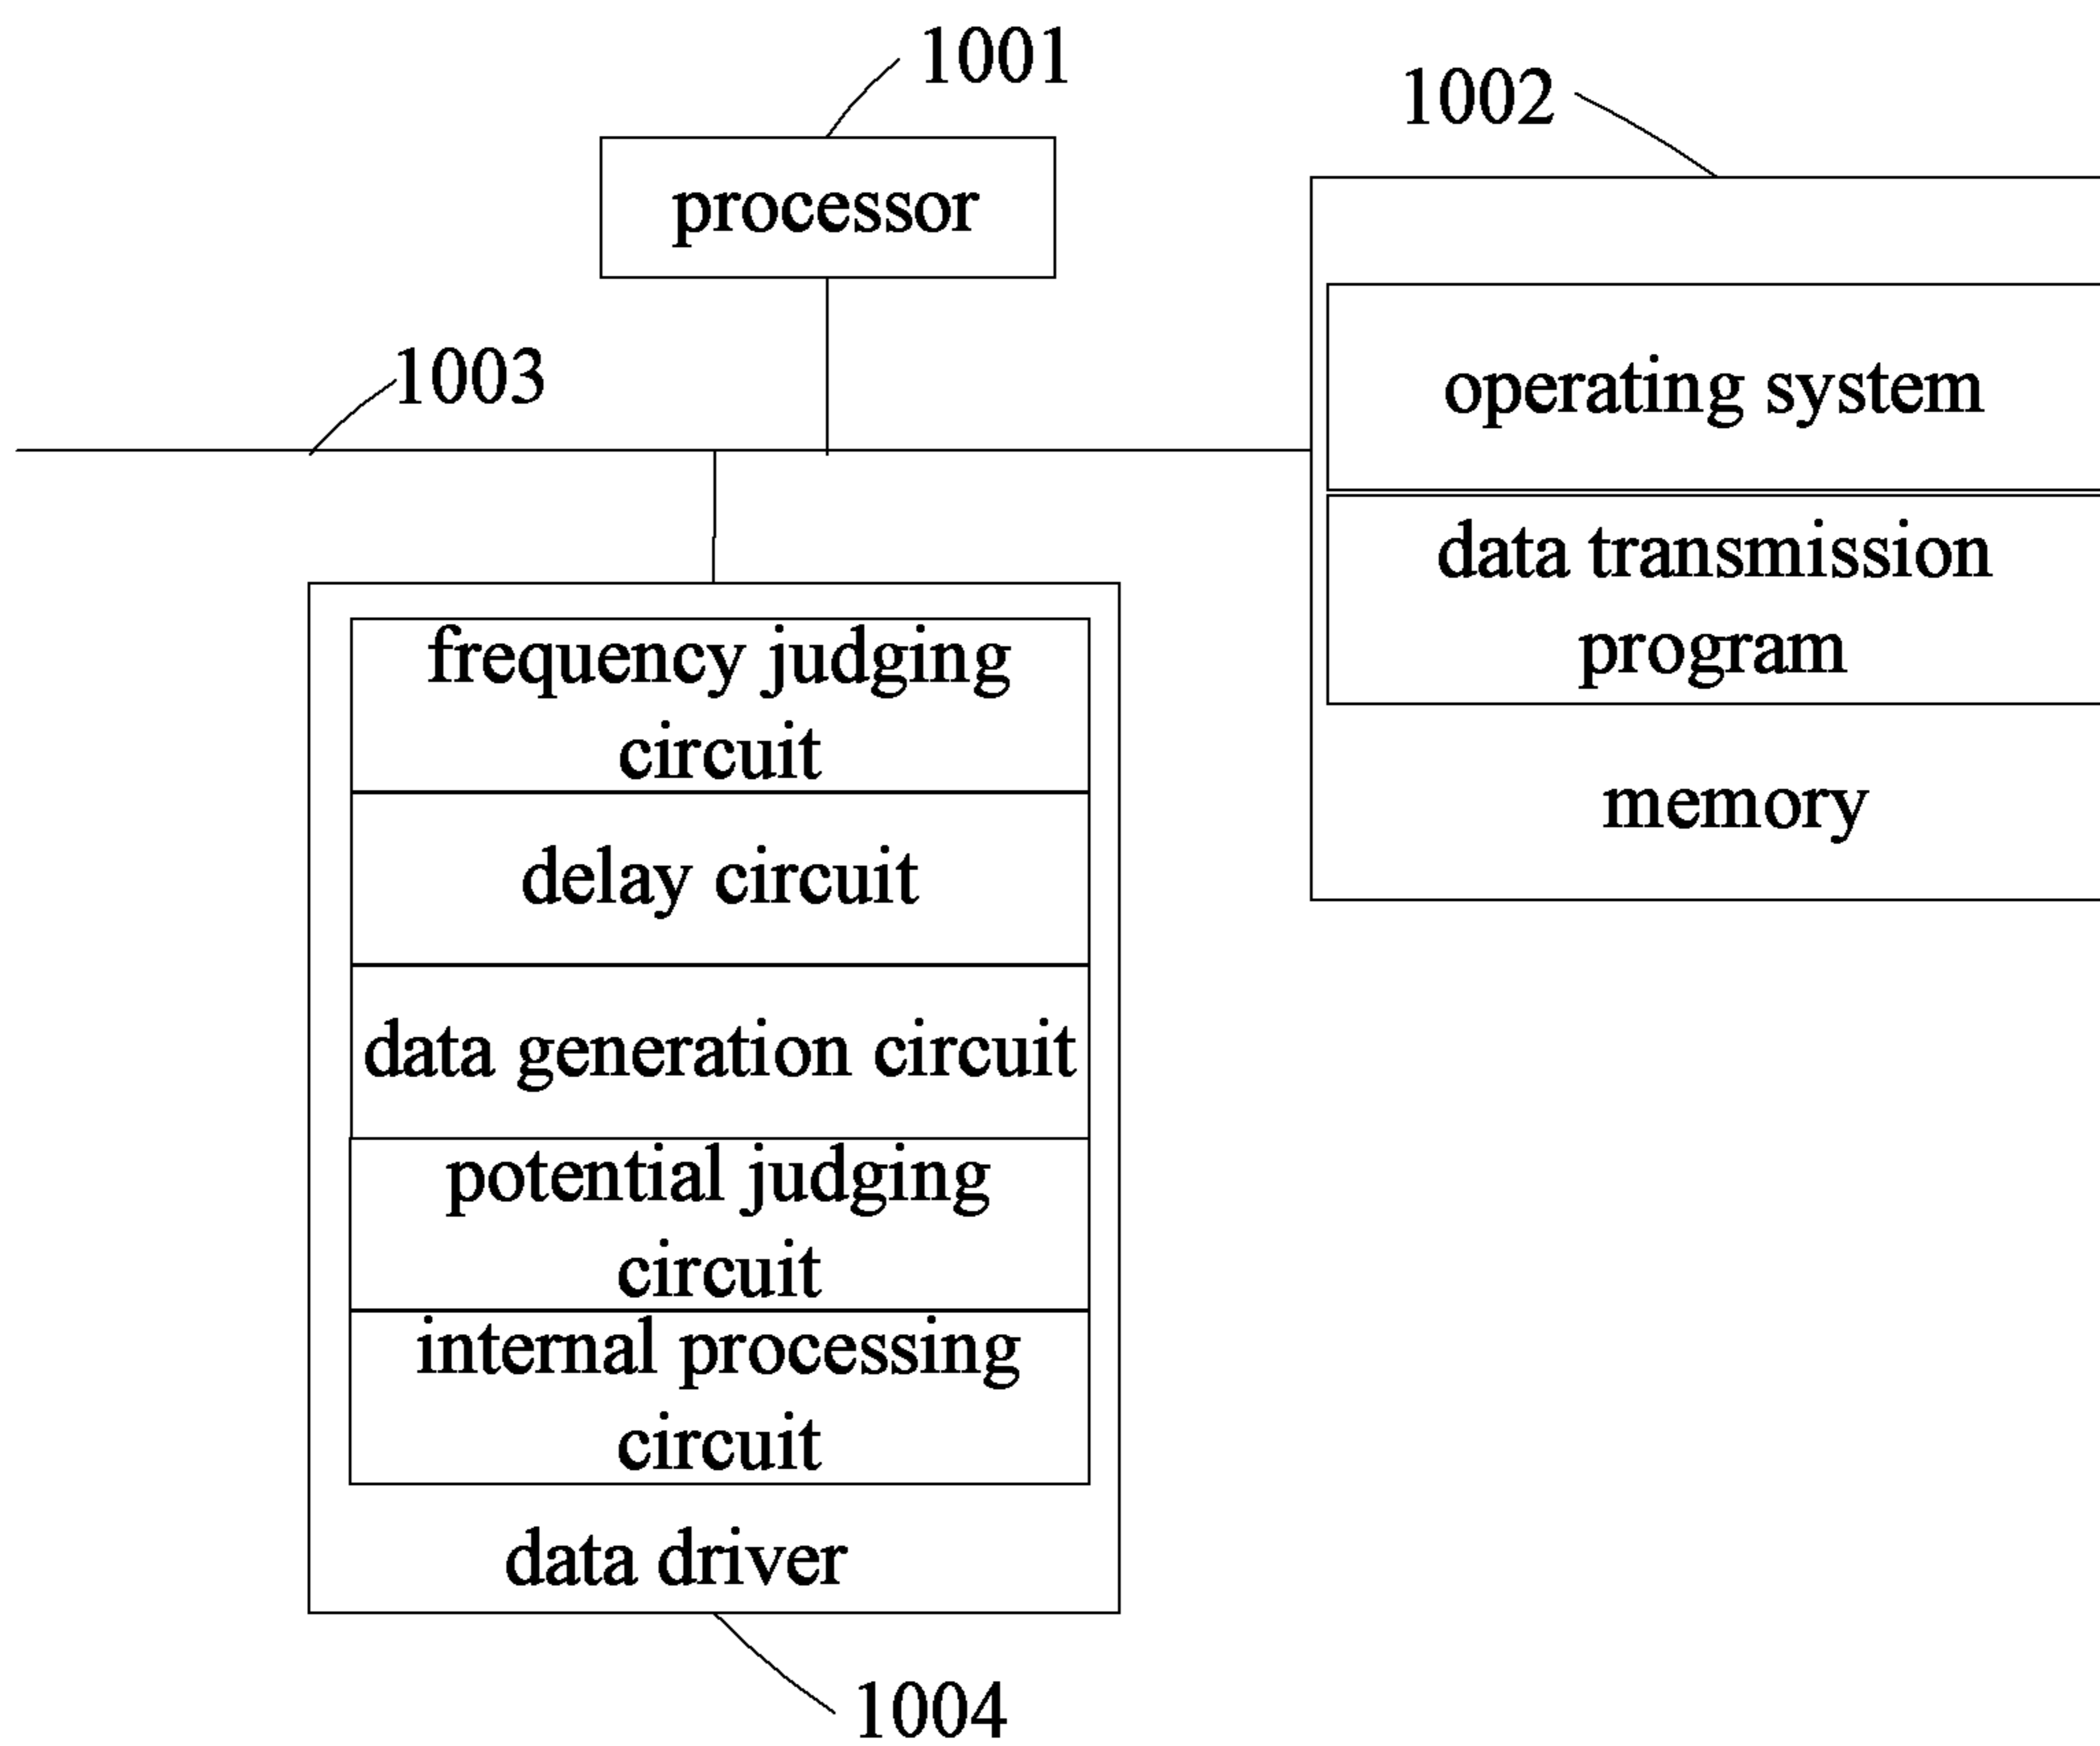 1001
1002
processor
1003
operating system
data transmission
program
memory
frequency judging
circuit
delay circuit
data generation circuit
potential judging
circuit
internal processing
circuit
data driver
1004